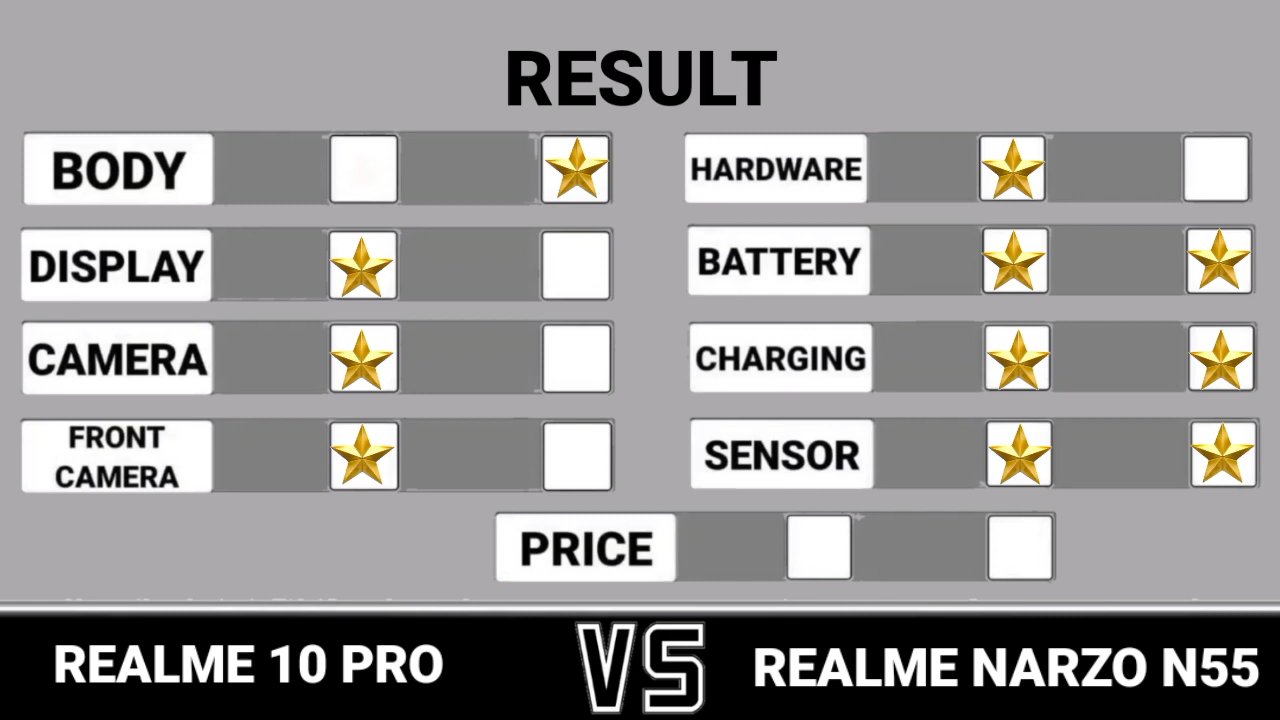 RESULT
BODY
HARDWARE
DISPLAY
BATTERY
CAMERA
CHARGING
FRONT
CAMERA
SENSOR
PRICE
REALME 10 PRO
VS
REALME NARZO N55